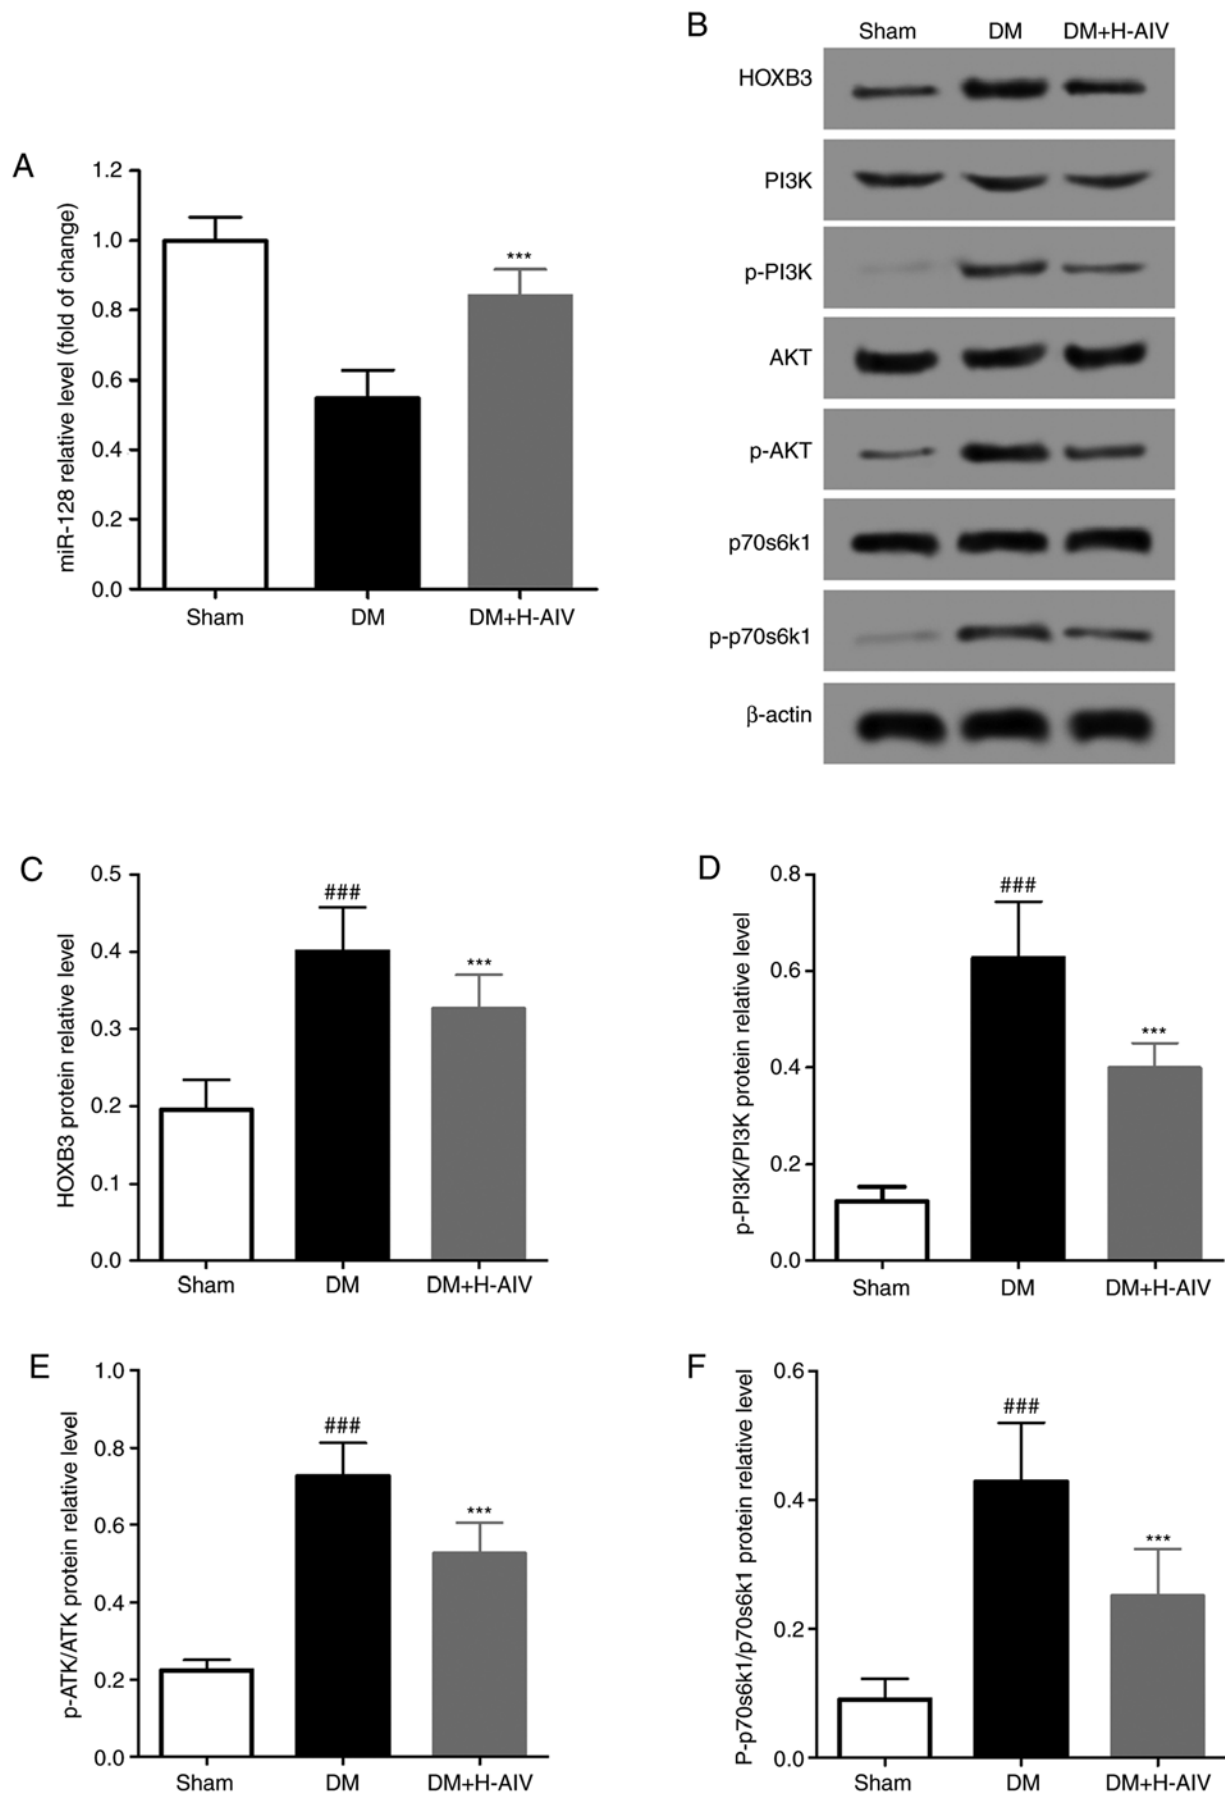 A
miR-128 relative level (fold of change)
1.2
1.0
0.8
0.6
0.4
0.2
0.0
***
Sham DM DM+H-AIV
B
Sham DM DM+H-AIV
HOXB3
PI3K
p-PI3K
AKT
p-AKT
p70s6k1
p-p70s6k1
β-actin
C
HOXB3 protein relative level
0.5
0.4
0.3
0.2
0.1
0.0
###
***
Sham DM DM+H-AIV
D
p-PI3K/PI3K protein relative level
0.8
0.6
0.4
0.2
0.0
###
***
Sham DM DM+H-AIV
E
p-ATK/ATK protein relative level
1.0
0.8
0.6
0.4
0.2
0.0
###
***
Sham DM DM+H-AIV
F
P-p70s6k1/p70s6k1 protein relative level
0.6
0.4
0.2
0.0
###
***
Sham DM DM+H-AIV